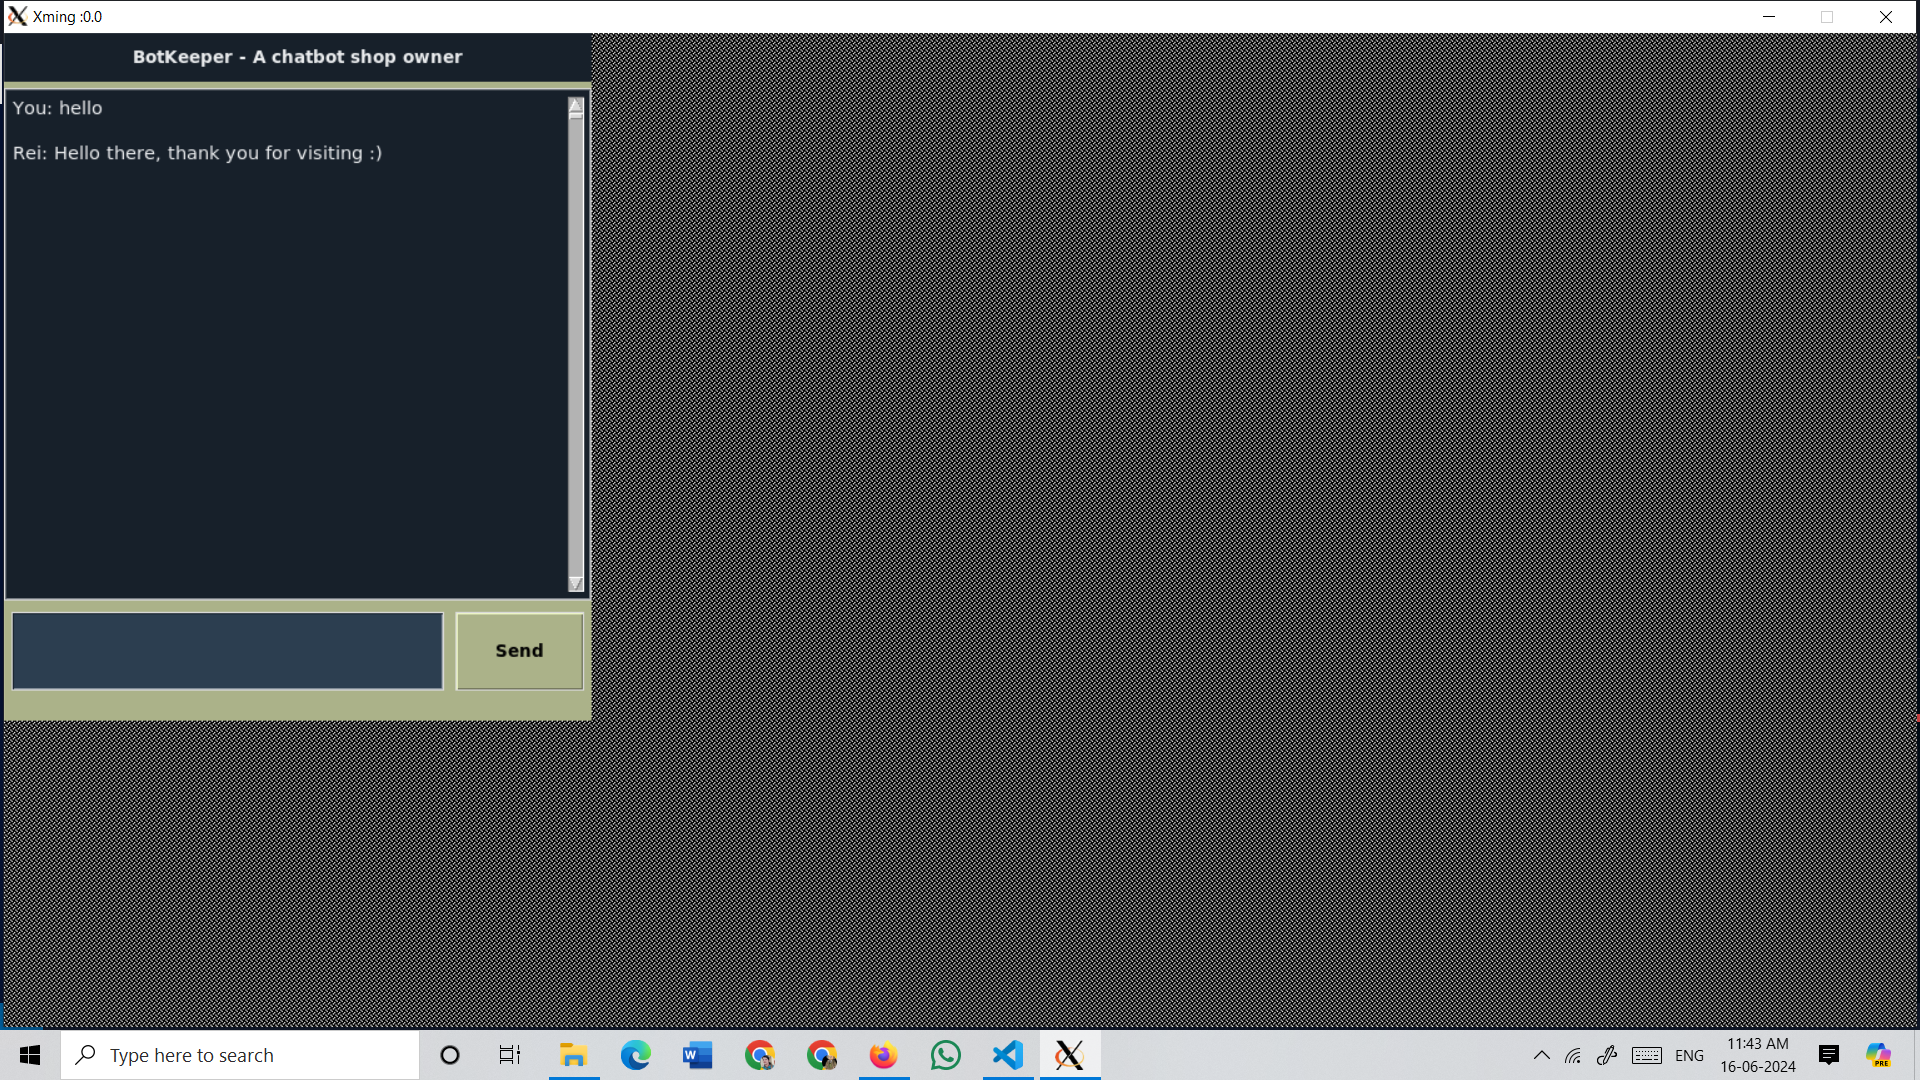 Xming :0.0
BotKeeper - A chatbot shop owner
You: hello
Rei: Hello there, thank you for visiting :)
Send
Type here to search
W
ENG
11:43 AM
16-06-2024
PRE